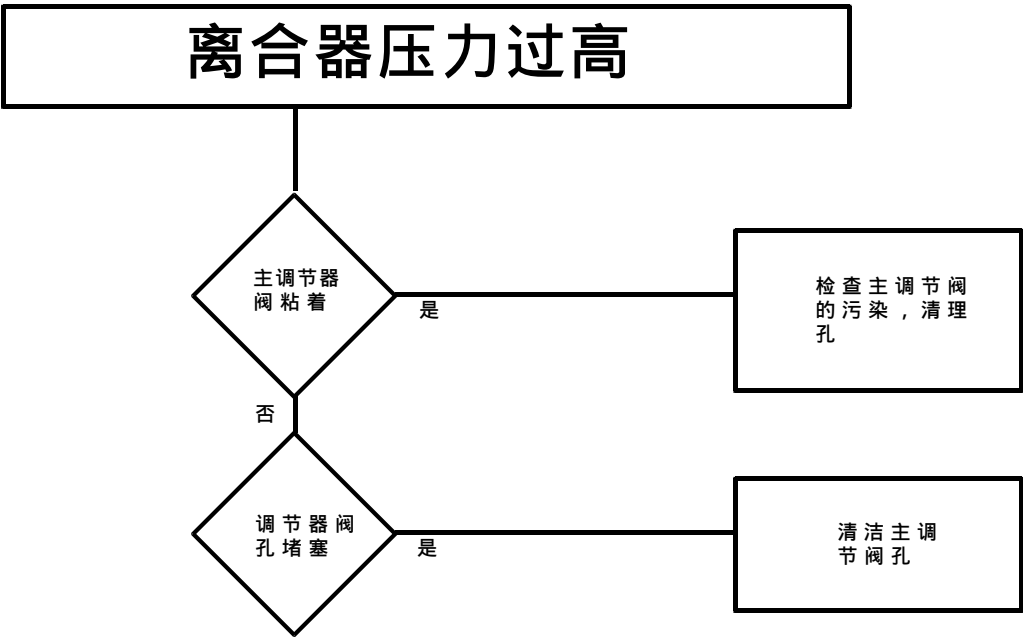 离合器压力过高
主调节器
阀粘着
是
检查主调节阀
的污染，清理
孔
否
调节器阀
孔堵塞
是
清洁主调
节阀孔